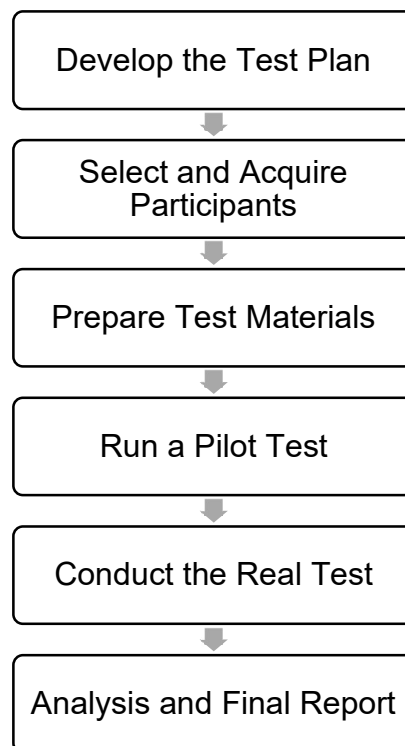 Develop the Test Plan
Select and Acquire
Participants
Prepare Test Materials
Run a Pilot Test
Conduct the Real Test
Analysis and Final Report